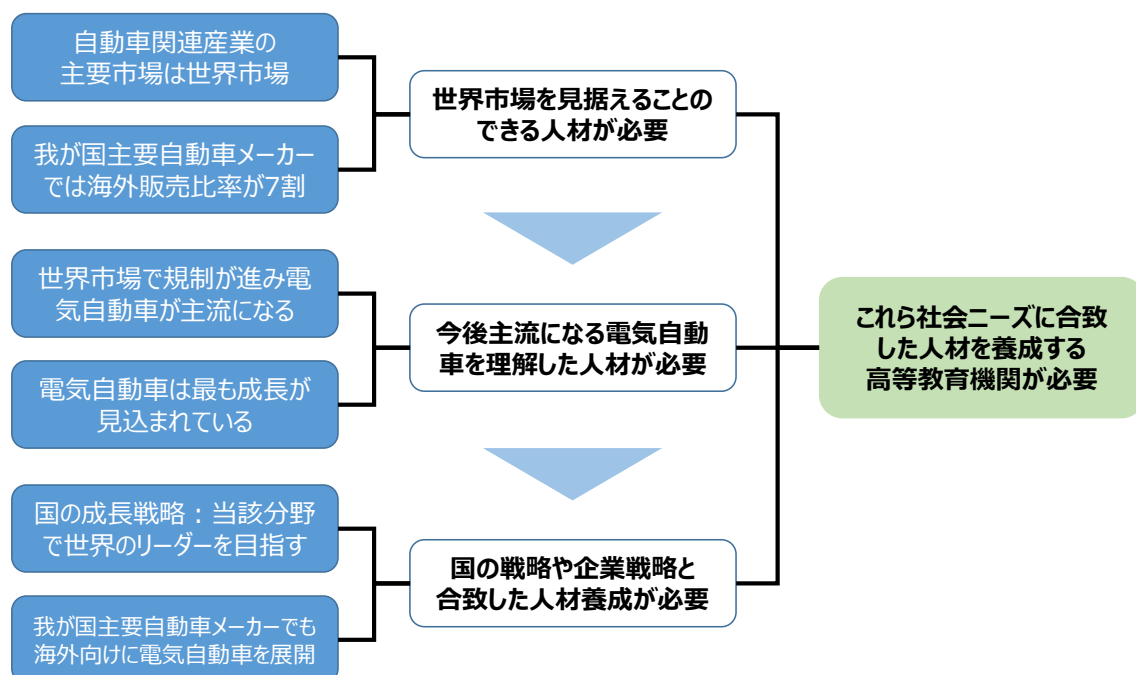 自動車関連産業の
主要市場は世界市場
我が国主要自動車メーカー
では海外販売比率が7割
世界市場を見据えることの
できる人材が必要
世界市場で規制が進み電
気自動車が主流になる
電気自動車は最も成長が
見込まれている
今後主流になる電気自動
車を理解した人材が必要
国の成長戦略：当該分野
で世界のリーダーを目指す
我が国主要自動車メーカーでも
海外向けに電気自動車を展開
国の戦略や企業戦略と
合致した人材養成が必要
これら社会ニーズに合致
した人材を養成する
高等教育機関が必要